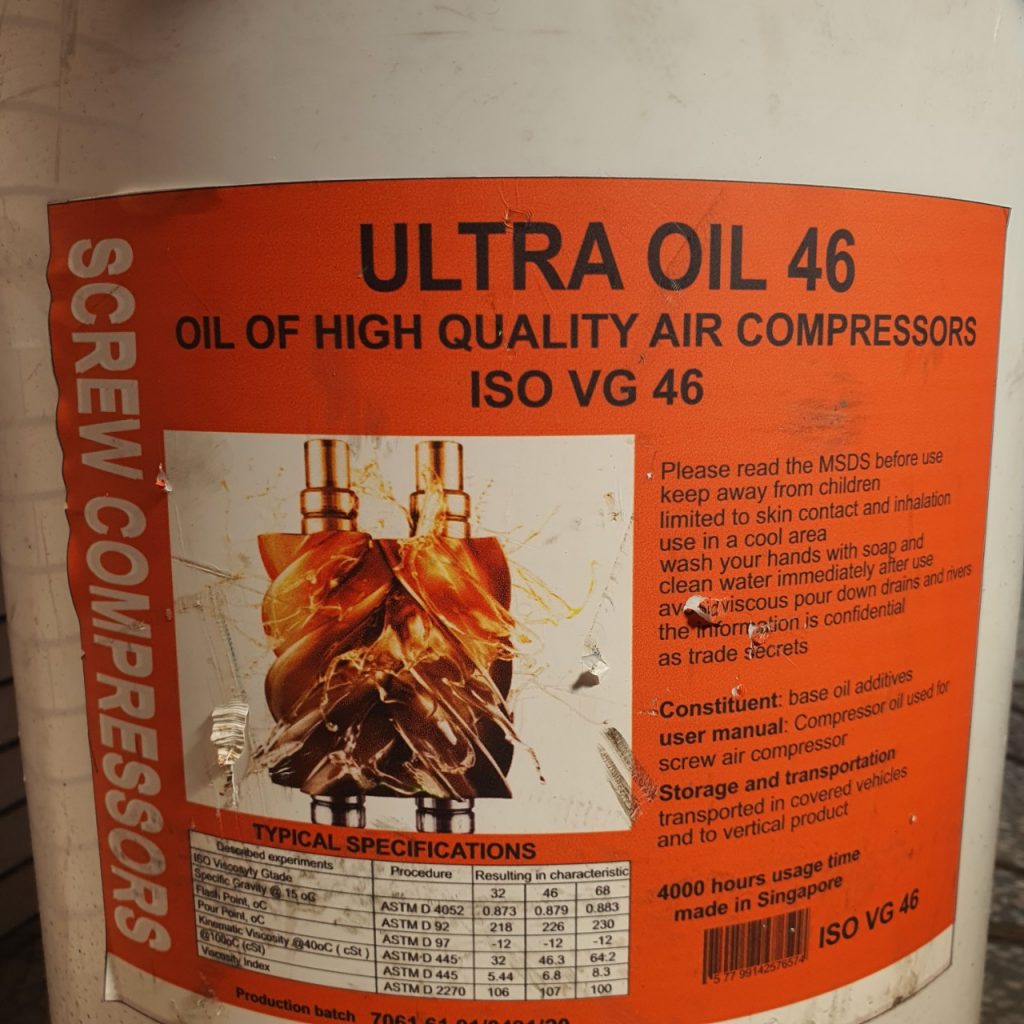 SCREW COMPRESSORS
ULTRA OIL 46
OIL OF HIGH QUALITY AIR COMPRESSORS
ISO VG 46
Please read the MSDS before use
keep away from children
limited to skin contact and inhalation
use in a cool area
wash your hands with soap and
clean water immediately after use
viscous pour down drains and rivers
the information is confidential
as trade secrets
Constituent: base oil additives
user manual: Compressor oil used for
screw air compressor
Storage and transportation
transported in covered vehicles
and to vertical product
4000 hours usage time
made in Singapore
ISO VG 46
5 77 99142576574
TYPICAL SPECIFICATIONS
Described experiments Procedure Resulting in characteristic
ISO Viscosyty Gtade 32 46 68
Specific Gravity @ 15 oC ASTM D 4052 0.873 0.879 0.883
Flash Point, oC ASTM D 92 218 226 230
Pour Point, oC ASTM D 97 -12 -12 -12
Kinematic Viscosity @40oC ( cSt ) ASTM D 445 32 46.3 64.2
@100oC (cSt) ASTM D 445 5.44 6.8 8.3
Viscosity Index ASTM D 2270 106 107 100
Production batch